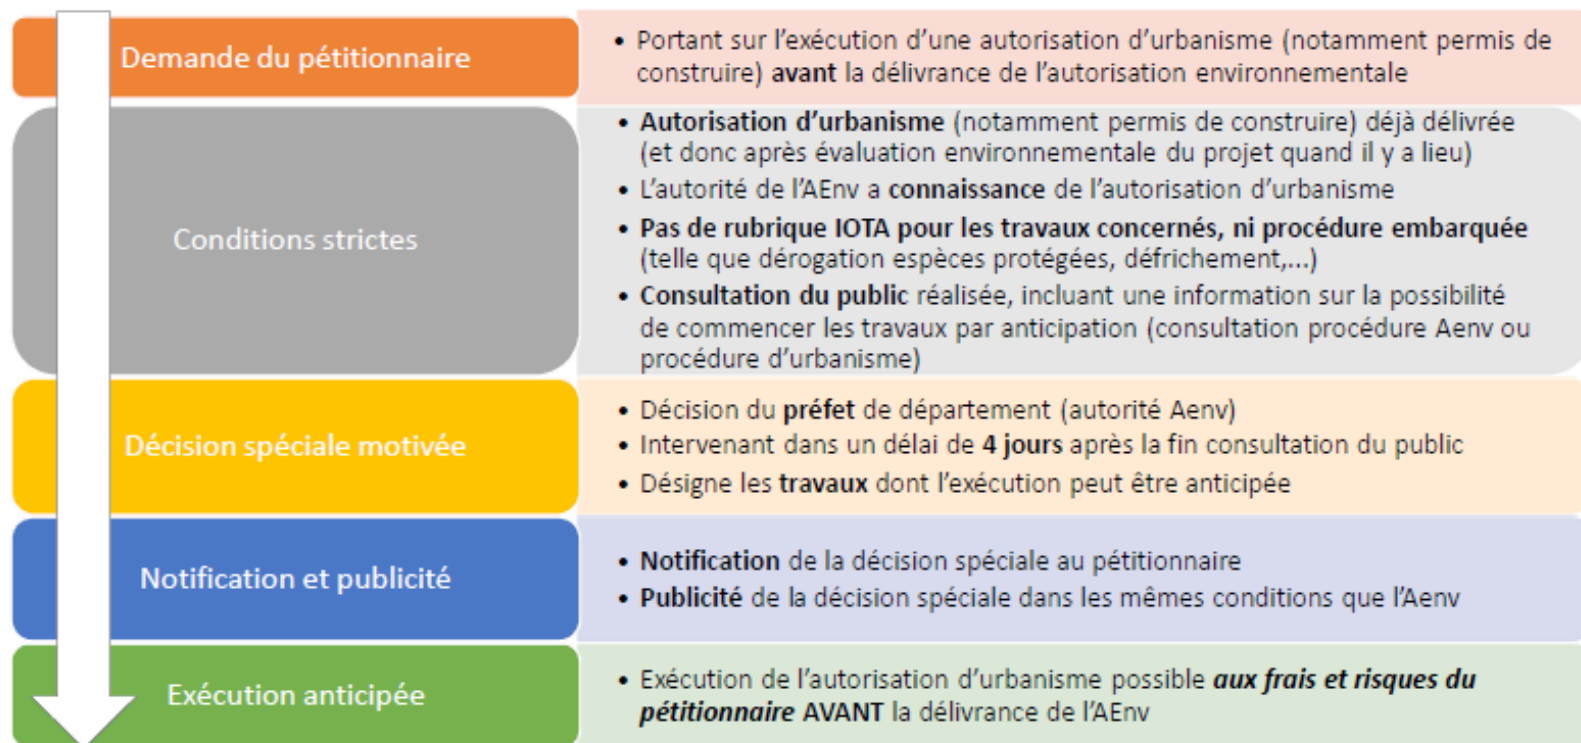 Demande du pétitionnaire
• Portant sur l'exécution d'une autorisation d'urbanisme (notamment permis de
construire) avant la délivrance de l'autorisation environnementale
Conditions strictes
• Autorisation d'urbanisme (notamment permis de construire) déjà délivrée
(et donc après évaluation environnementale du projet quand il y a lieu)
• L'autorité de l'AEnv a connaissance de l'autorisation d'urbanisme
• Pas de rubrique IOTA pour les travaux concernés, ni procédure embarquée
(telle que dérogation espèces protégées, défrichement,...)
• Consultation du public réalisée, incluant une information sur la possibilité
de commencer les travaux par anticipation (consultation procédure Aenv ou
procédure d'urbanisme)
Décision spéciale motivée
• Décision du préfet de département (autorité Aenv)
• Intervenant dans un délai de 4 jours après la fin consultation du public
• Désigne les travaux dont l'exécution peut être anticipée
Notification et publicité
• Notification de la décision spéciale au pétitionnaire
• Publicité de la décision spéciale dans les mêmes conditions que l'Aenv
Exécution anticipée
• Exécution de l'autorisation d'urbanisme possible aux frais et risques du
pétitionnaire AVANT la délivrance de l'AEnv